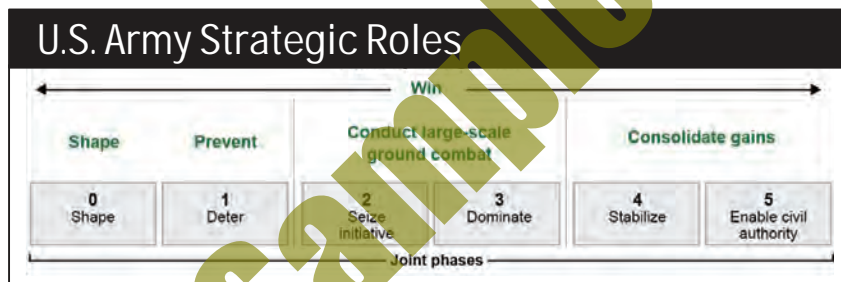 U.S. Army Strategic Roles
Win
Shape
Prevent
Conduct large-scale
ground combat
Consolidate gains
0
Shape
1
Deter
2
Seize
initiative
3
Dominate
4
Stabilize
5
Enable civil
authority
Joint phases
Sample